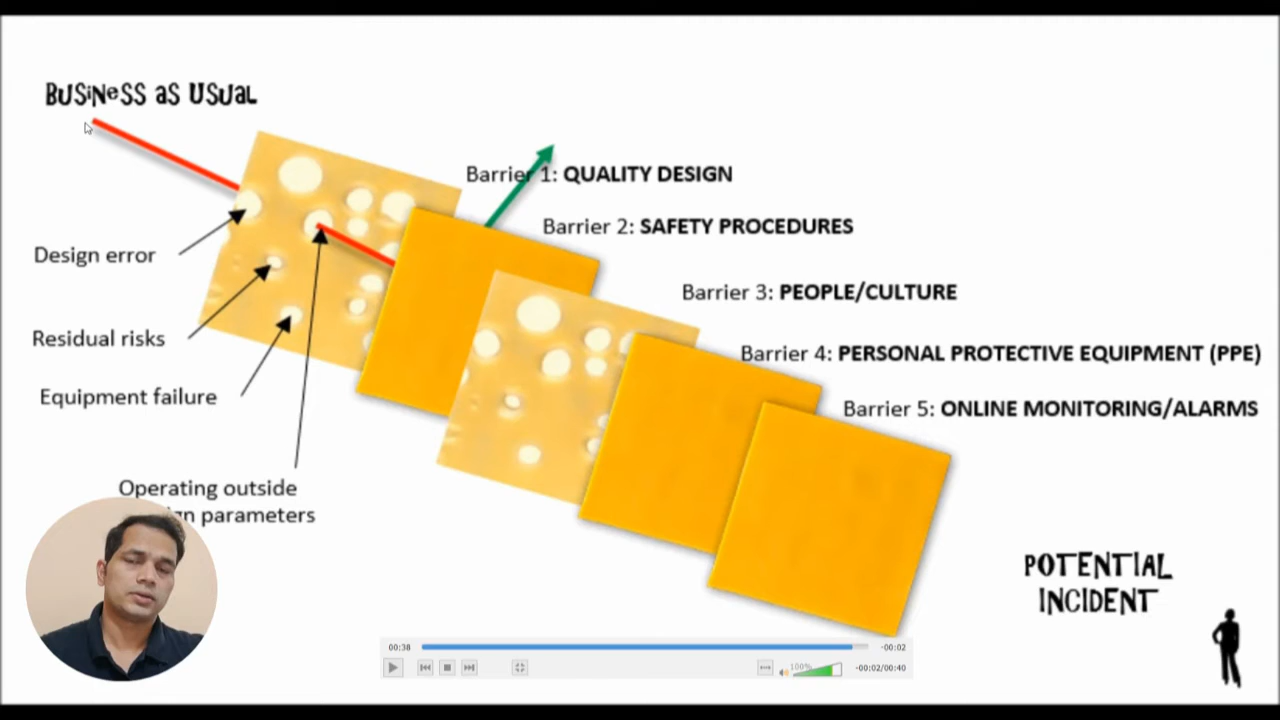 BUSiNeSS aS USUaL
Barrier 1: QUALITY DESIGN
Barrier 2: SAFETY PROCEDURES
Design error
Barrier 3: PEOPLE/CULTURE
Residual risks
Barrier 4: PERSONAL PROTECTIVE EQUIPMENT (PPE)
Equipment failure
Barrier 5: ONLINE MONITORING/ALARMS
Operating outside
parameters
POTENTIAL
INCIDENT
00:38
-00:02
100%
-00:02/00:40